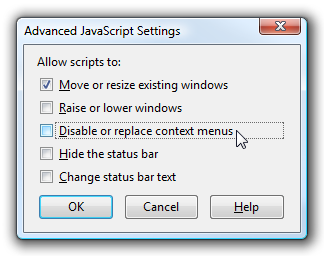 Advanced JavaScript Settings
Allow scripts to:
Move or resize existing windows
Raise or lower windows
Disable or replace context menus
Hide the status bar
Change status bar text
OK Cancel Help